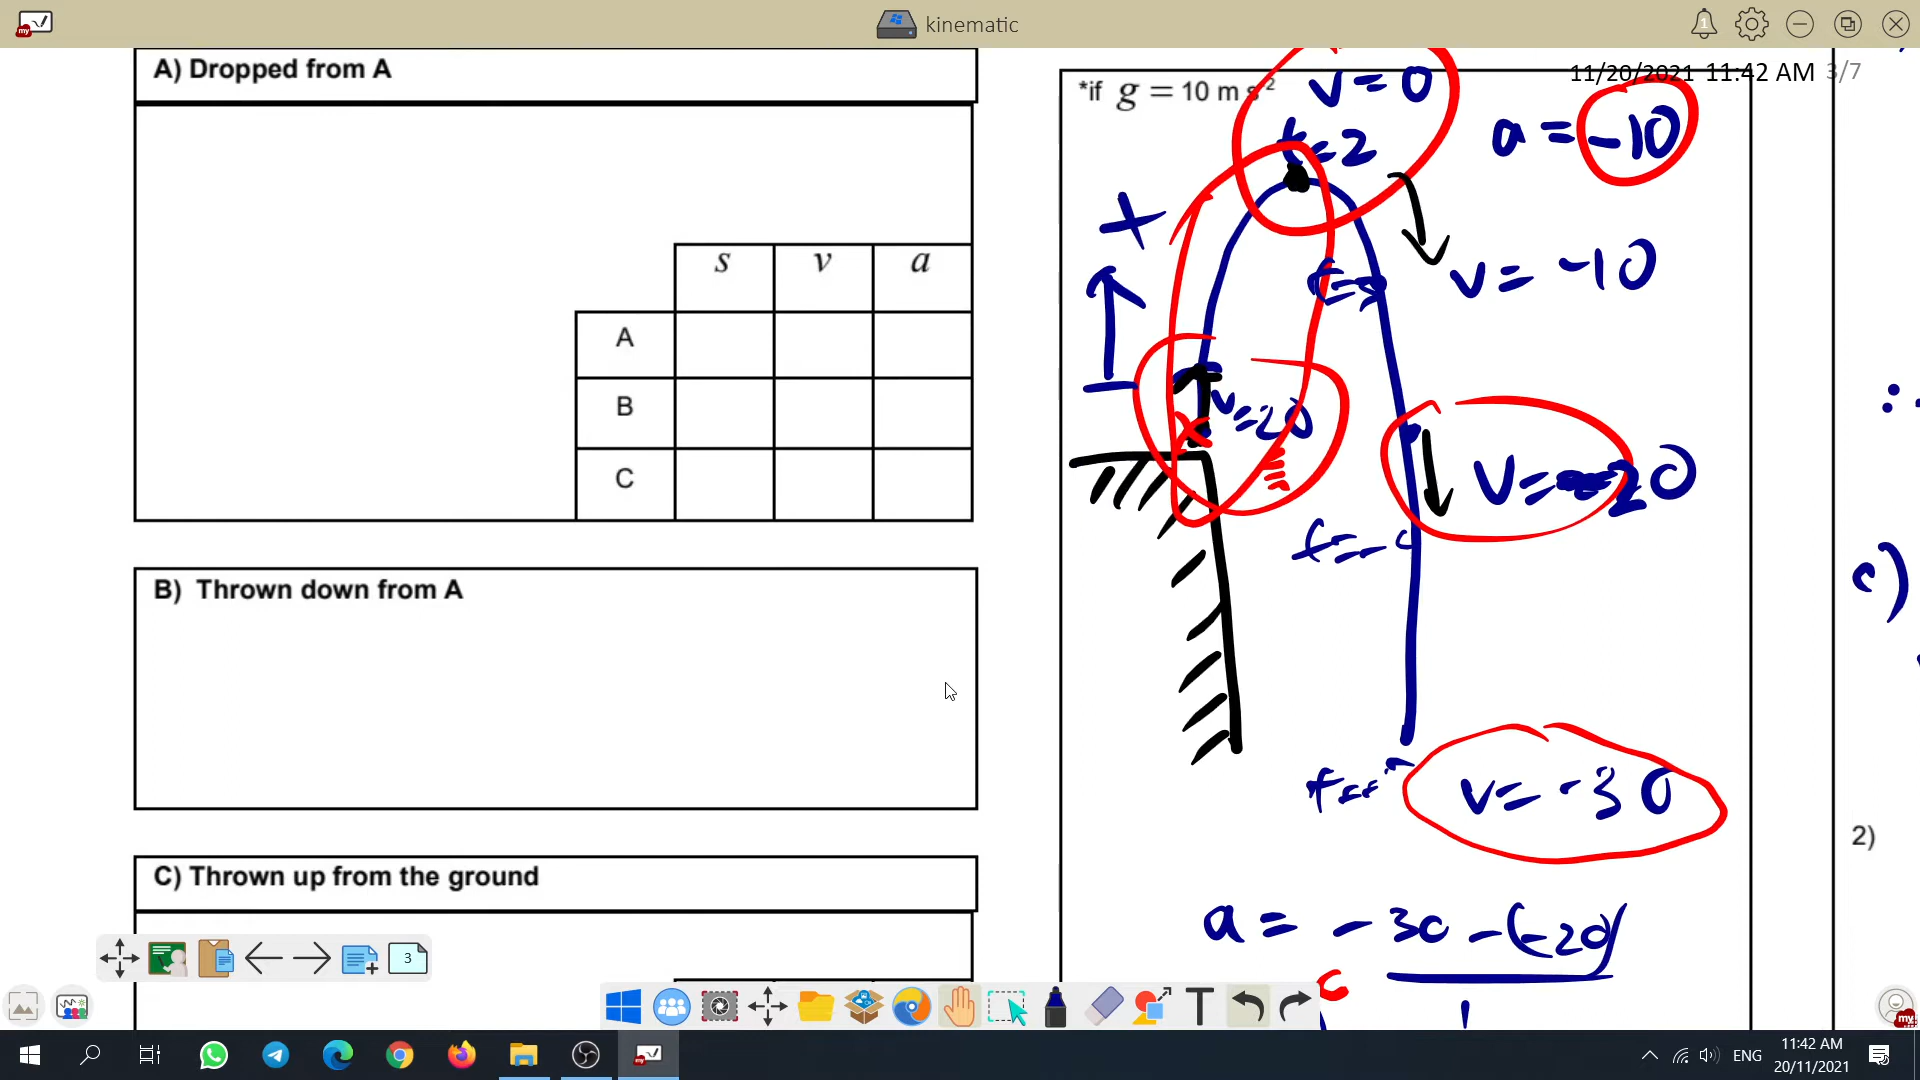 kinematic
A) Dropped from A
s v a
A
B
C
B) Thrown down from A
C) Thrown up from the ground
3
*if g = 10 m s-2
11/20/2021 11:42 AM 3/7
v = 0
t=2
a = -10
+
v = -10
v=20
v=-20
v= -30
a = -30 -(-20)
1
c)
2)
T
my
ENG
11:42 AM
20/11/2021